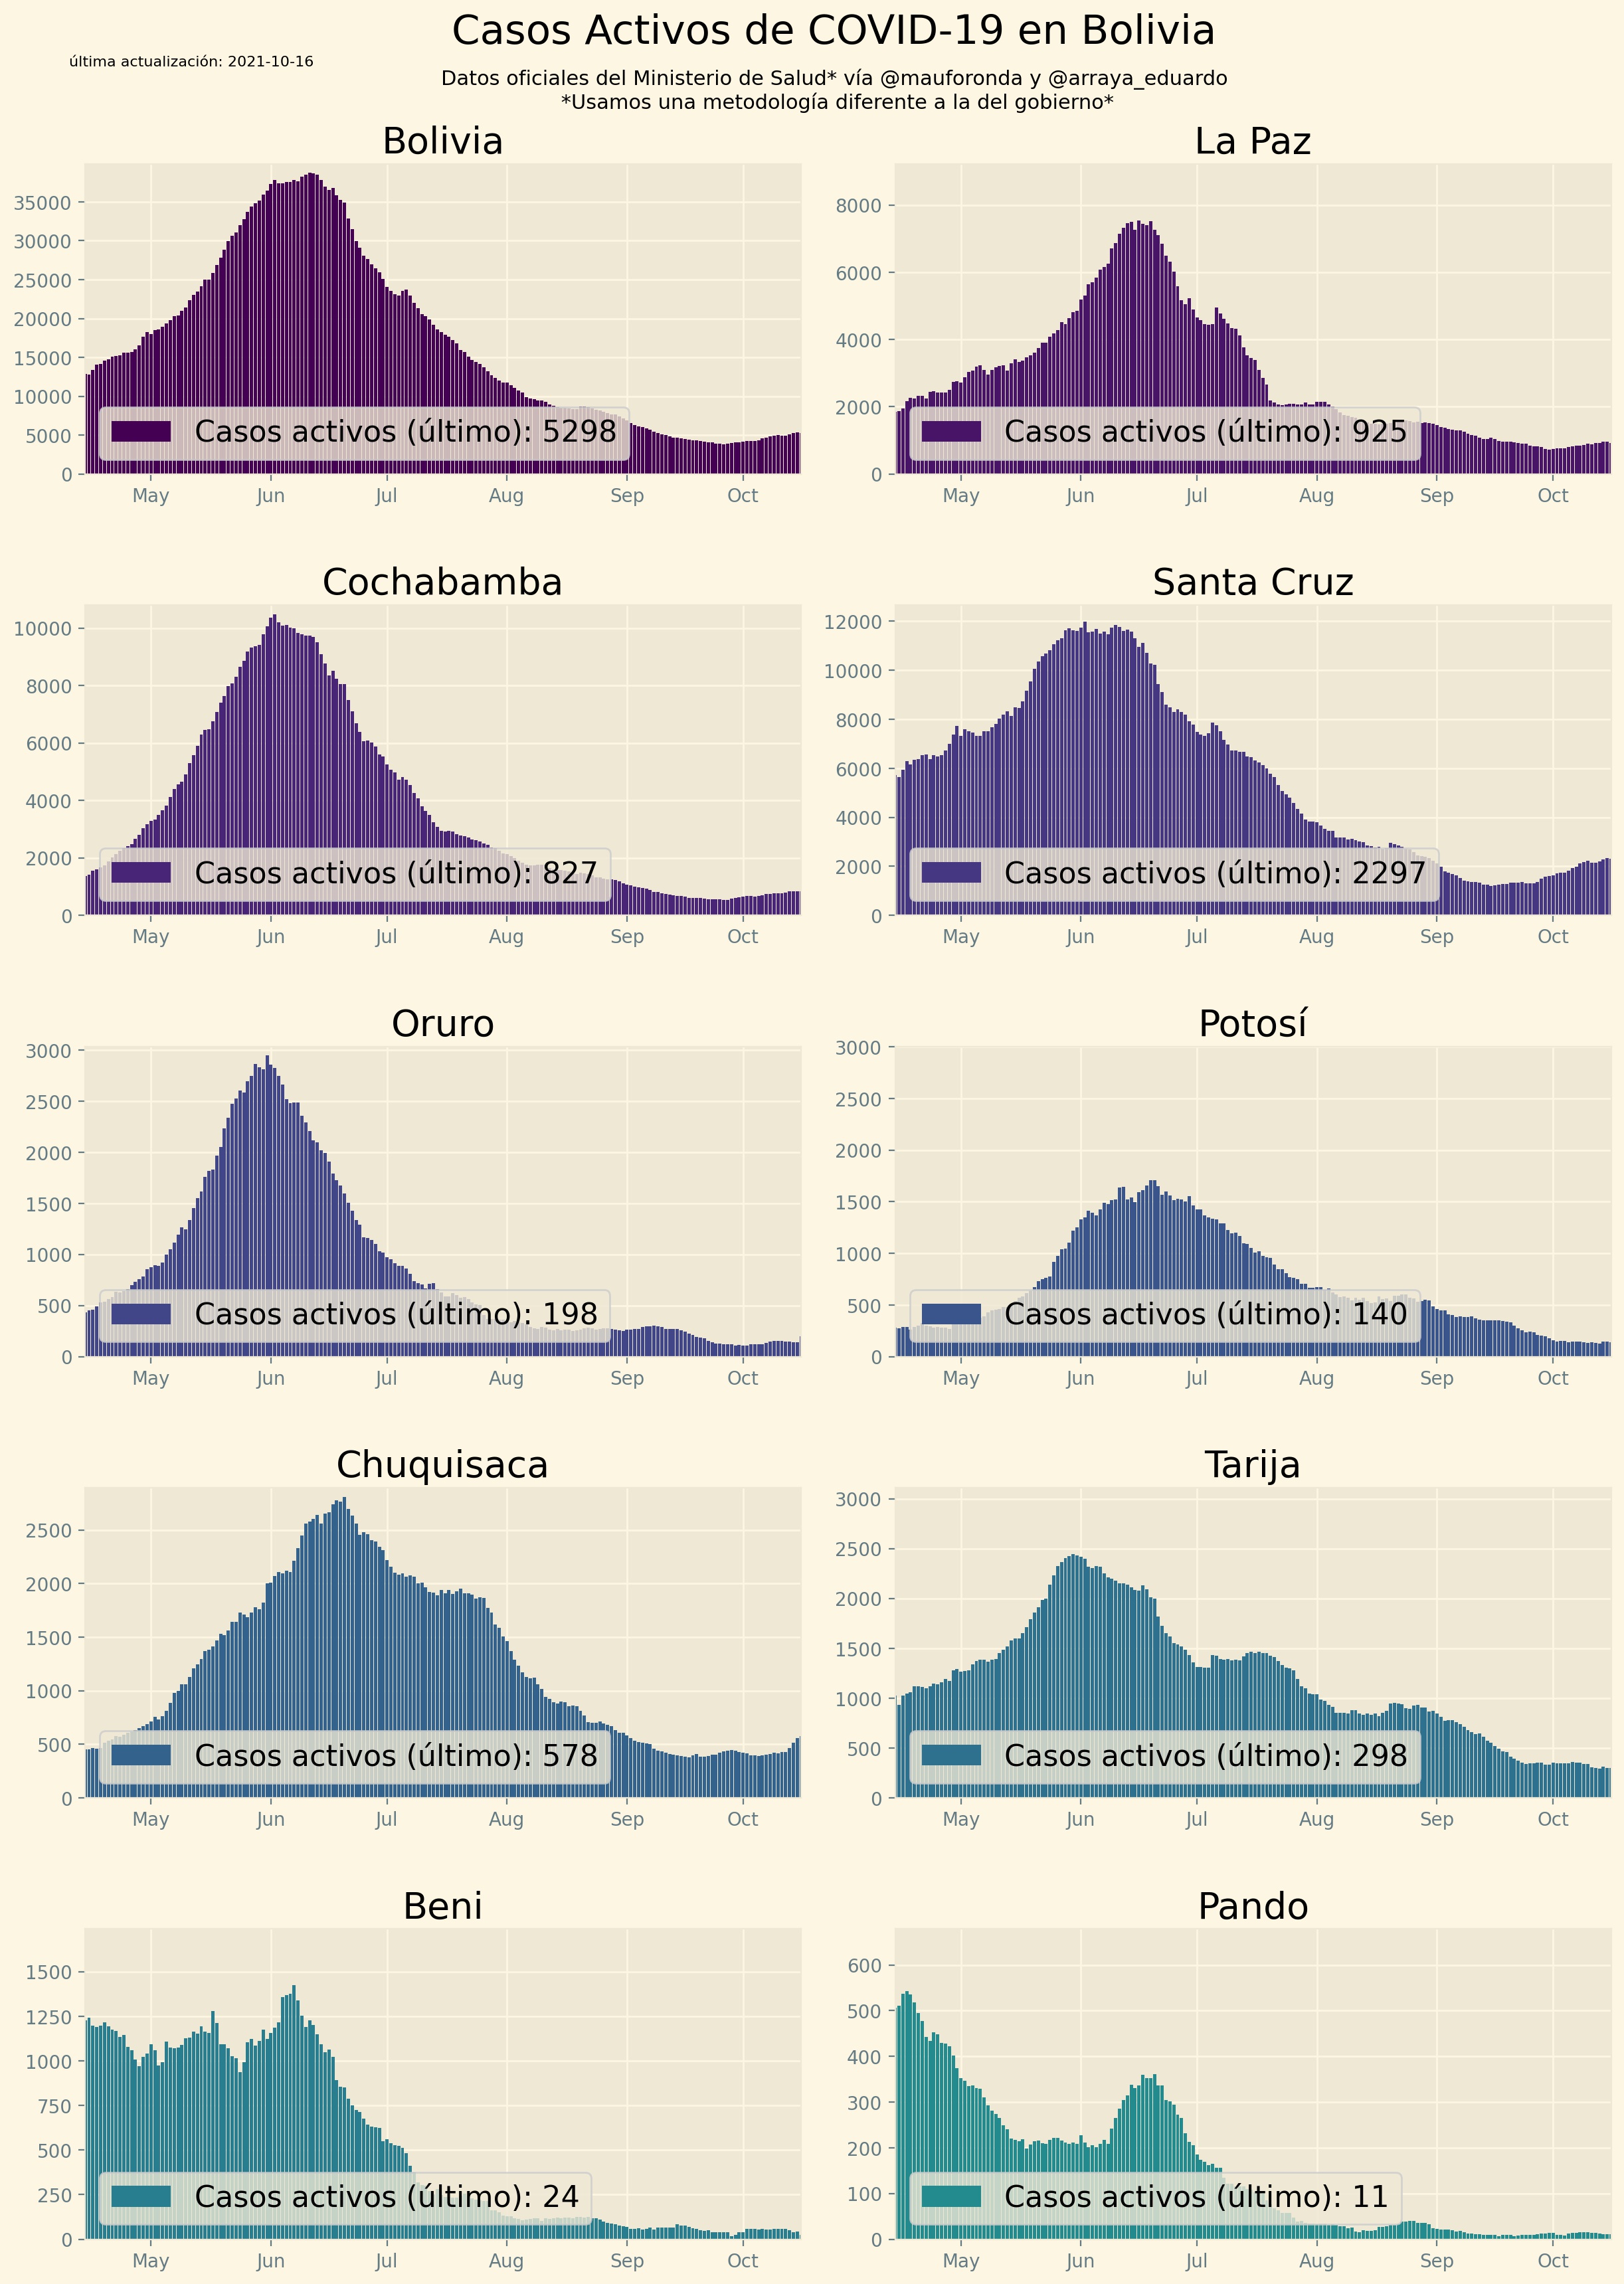 Casos Activos de COVID-19 en Bolivia
última actualización: 2021-10-16
Datos oficiales del Ministerio de Salud* vía @mauforonda y @arraya_eduardo
*Usamos una metodología diferente a la del gobierno*
Bolivia
35000
30000
25000
20000
15000
10000
5000
0
Casos activos (último): 5298
May Jun Jul Aug Sep Oct
La Paz
8000
6000
4000
2000
0
Casos activos (último): 925
May Jun Jul Aug Sep Oct
Cochabamba
10000
8000
6000
4000
2000
0
Casos activos (último): 827
May Jun Jul Aug Sep Oct
Santa Cruz
12000
10000
8000
6000
4000
2000
0
Casos activos (último): 2297
May Jun Jul Aug Sep Oct
Oruro
3000
2500
2000
1500
1000
500
0
Casos activos (último): 198
May Jun Jul Aug Sep Oct
Potosí
3000
2500
2000
1500
1000
500
0
Casos activos (último): 140
May Jun Jul Aug Sep Oct
Chuquisaca
2500
2000
1500
1000
500
0
Casos activos (último): 578
May Jun Jul Aug Sep Oct
Tarija
3000
2500
2000
1500
1000
500
0
Casos activos (último): 298
May Jun Jul Aug Sep Oct
Beni
1500
1250
1000
750
500
250
0
Casos activos (último): 24
May Jun Jul Aug Sep Oct
Pando
600
500
400
300
200
100
0
Casos activos (último): 11
May Jun Jul Aug Sep Oct